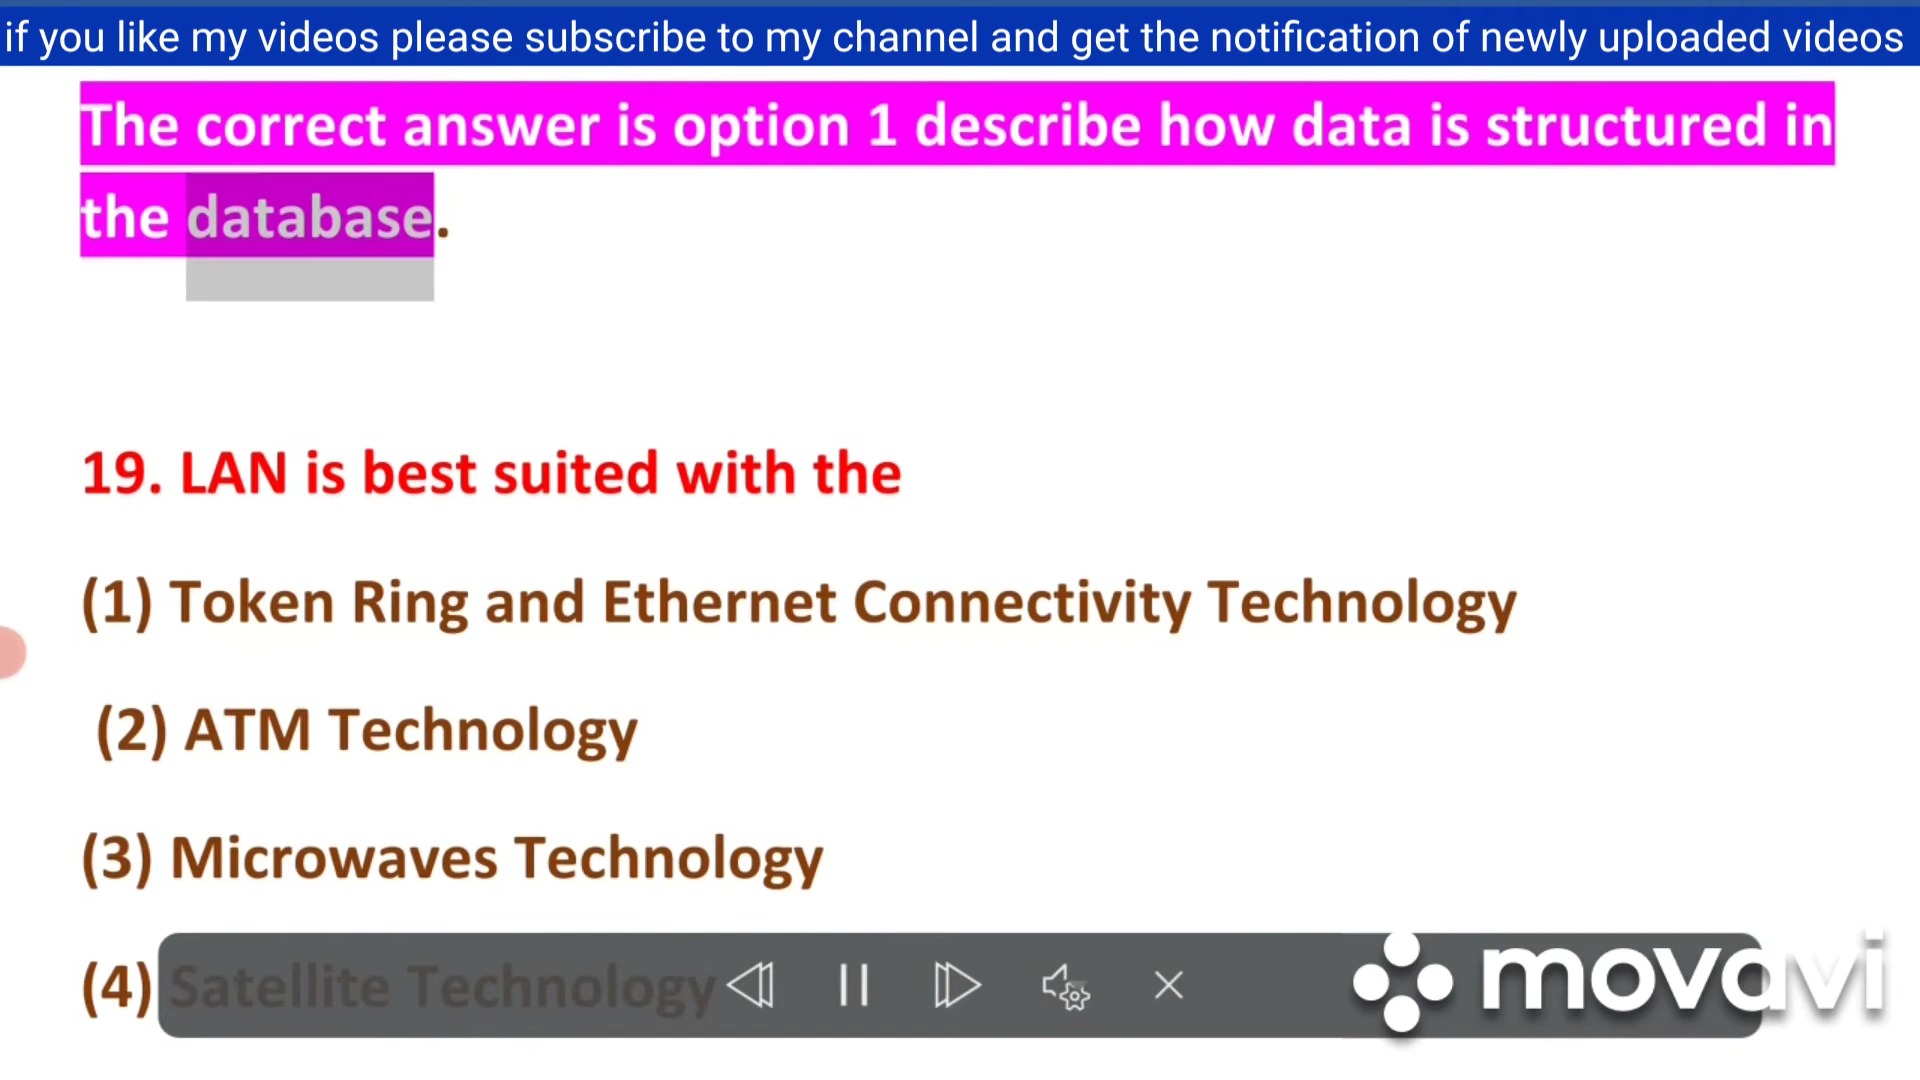 if you like my videos please subscribe to my channel and get the notification of newly uploaded videos
The correct answer is option 1 describe how data is structured in
the database.
19. LAN is best suited with the
(1) Token Ring and Ethernet Connectivity Technology
(2) ATM Technology
(3) Microwaves Technology
(4) Satellite Technology
movavi